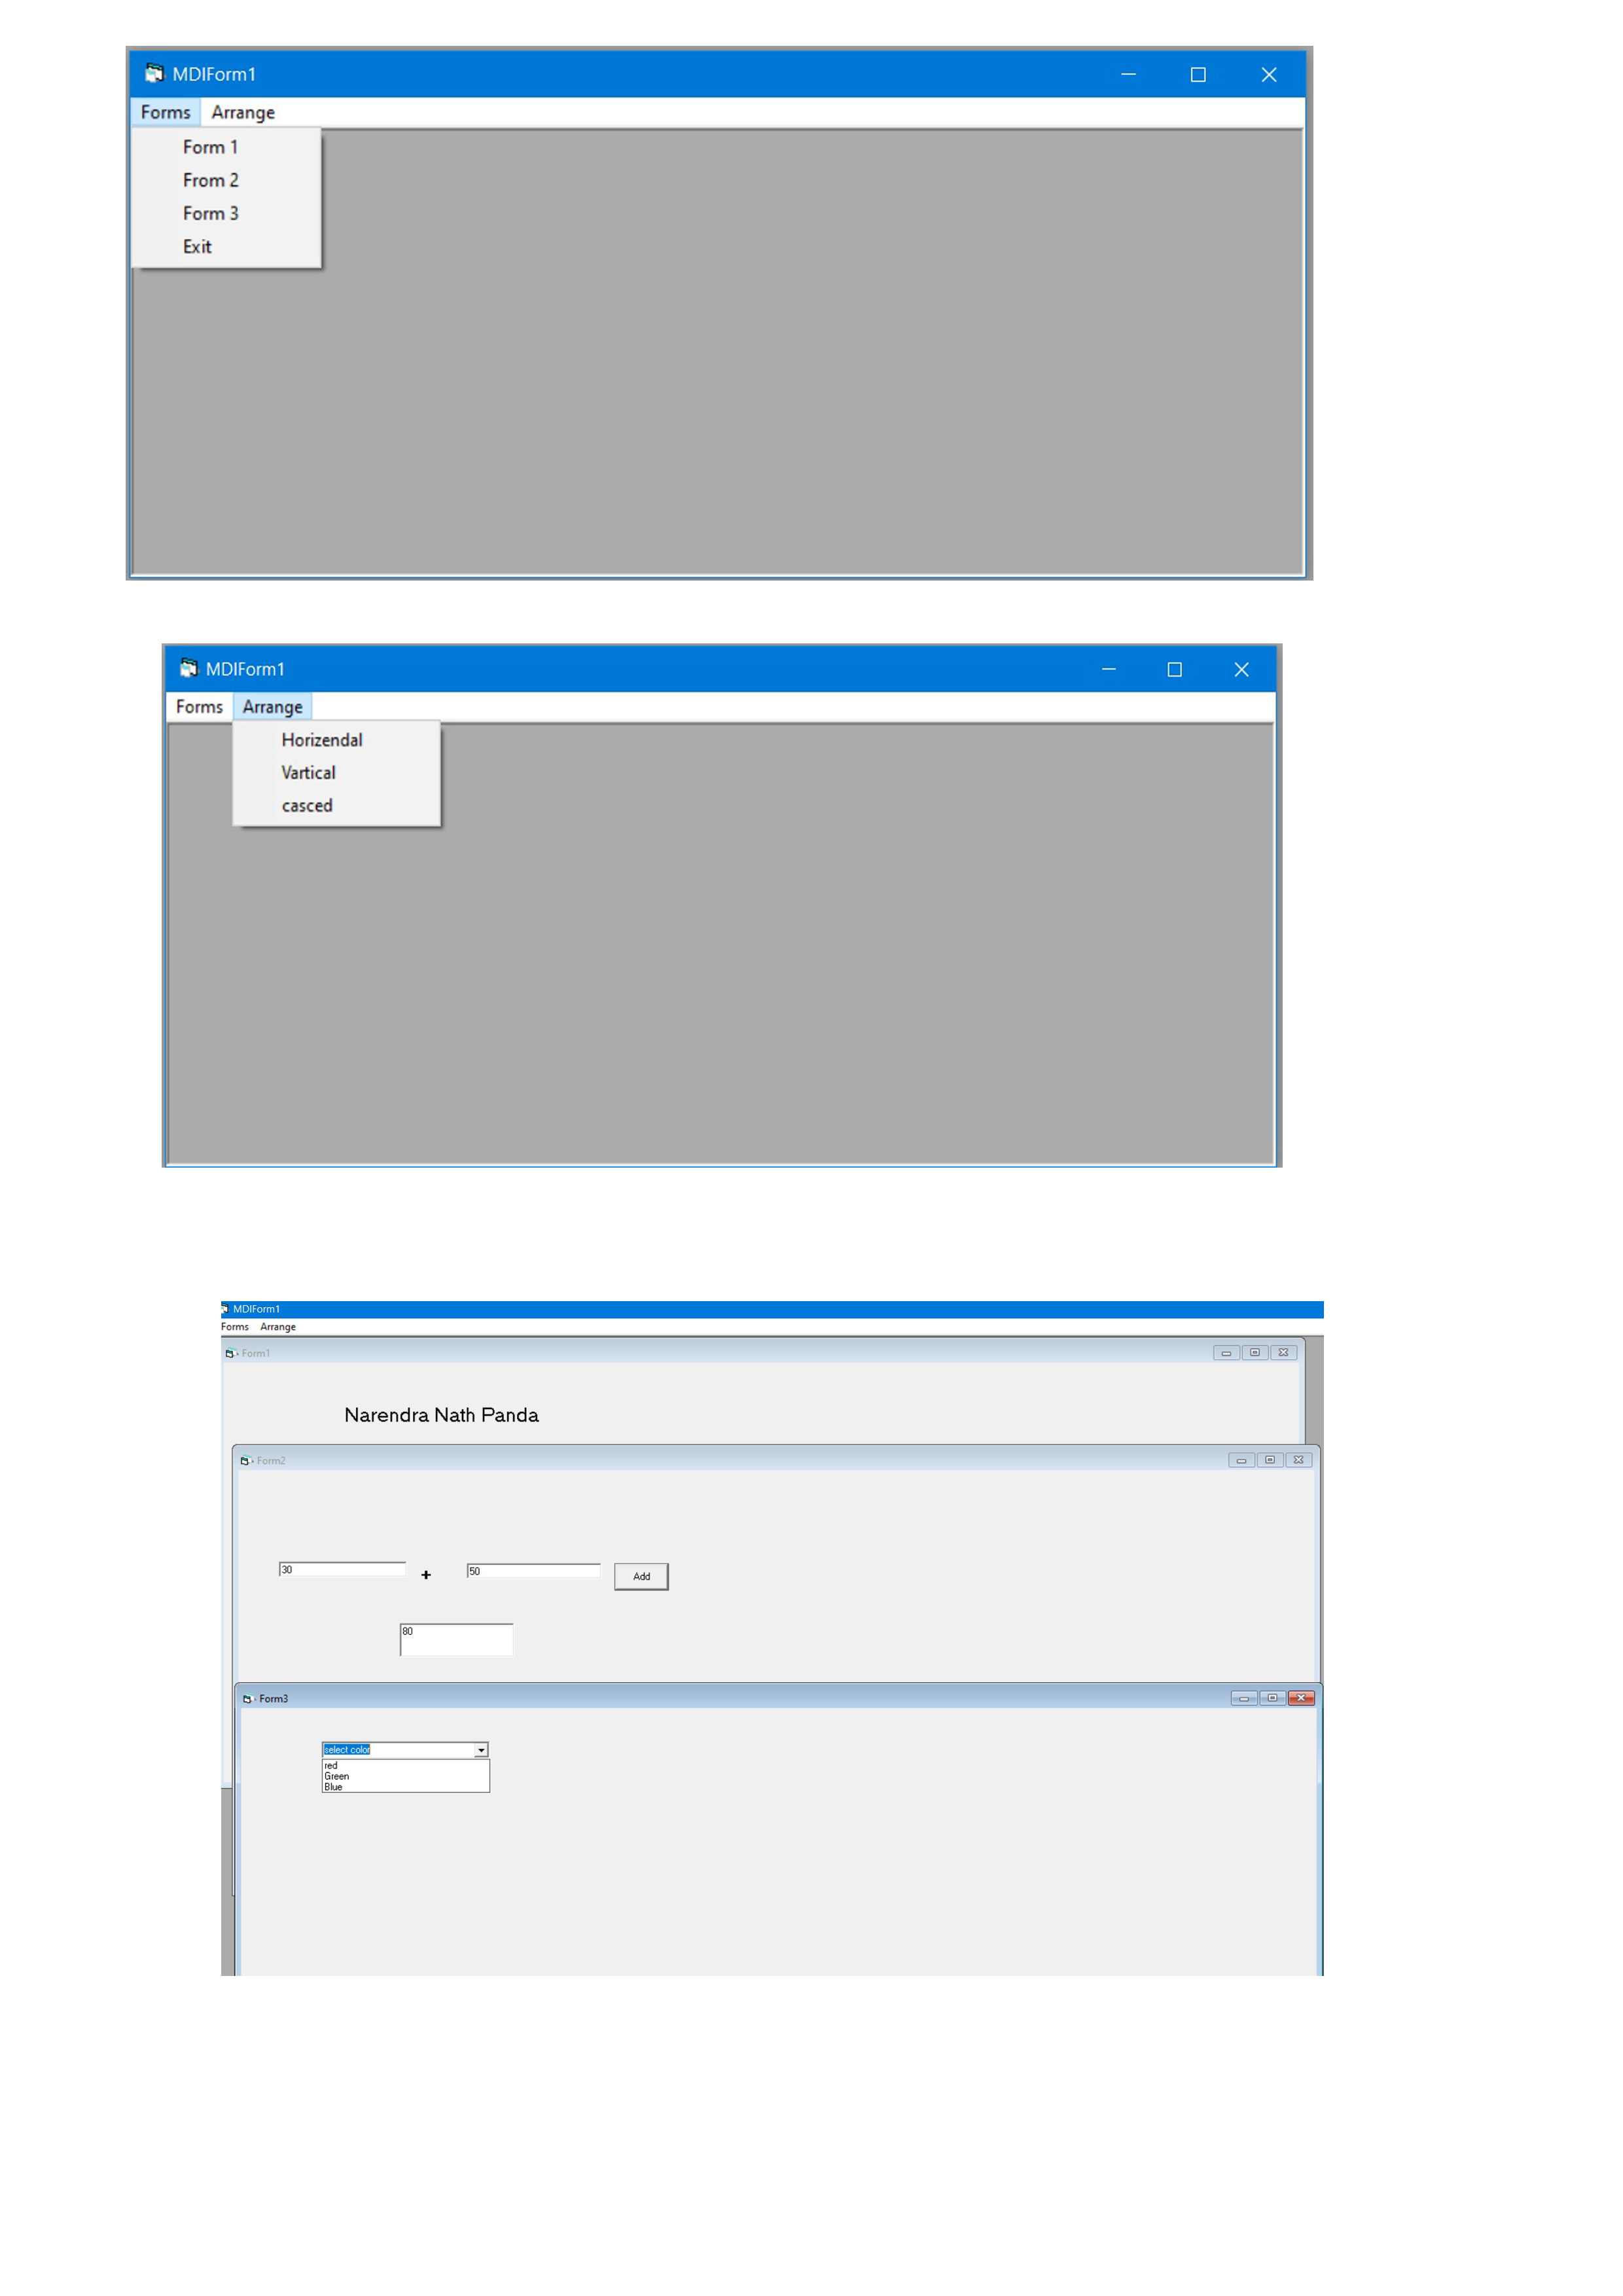 MDIForm1
Forms Arrange
Form 1
From 2
Form 3
Exit
MDIForm1
Forms Arrange
Horizendal
Vartical
casced
MDIForm1
Forms Arrange
Form1
Narendra Nath Panda
Form2
30 + 50 Add
80
Form3
select color
red
Green
Blue